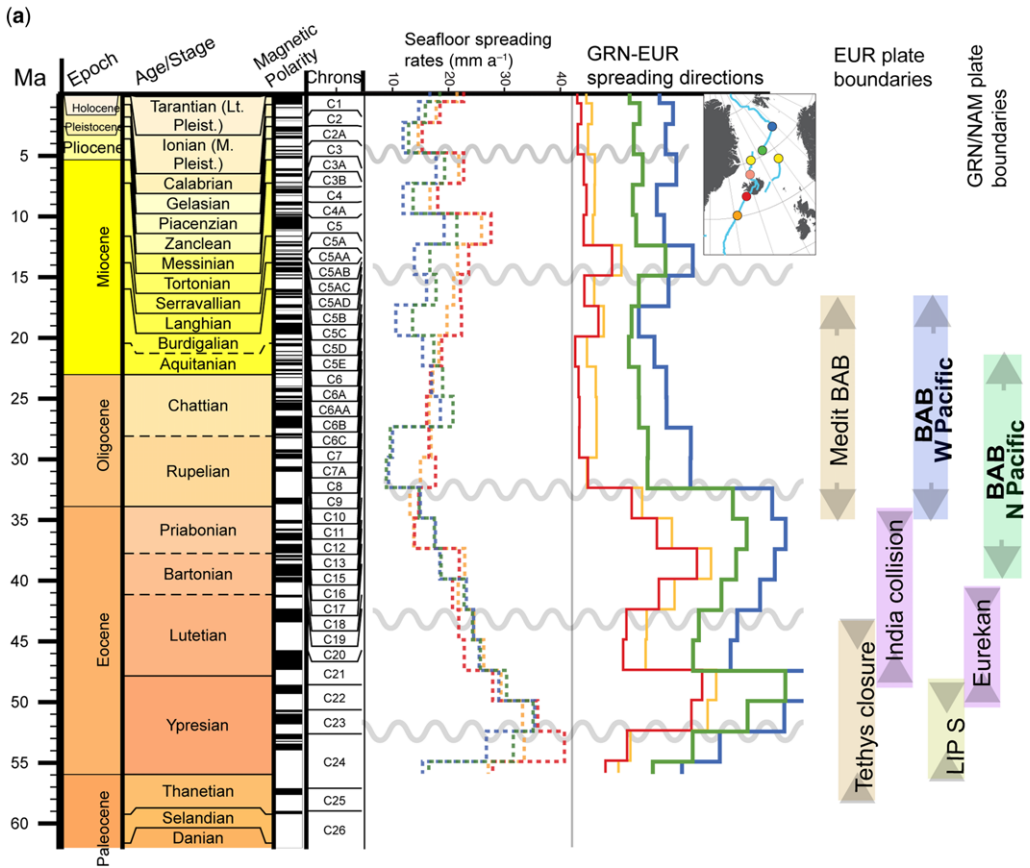 (a)
Ma
Epoch
Age/Stage
Magnetic
Polarity
Chrons
Seafloor spreading
rates (mm a⁻¹)
10
20
30
40
GRN-EUR
spreading directions
EUR plate
boundaries
GRN/NAM plate
boundaries
5
10
15
20
25
30
35
40
45
50
55
60
Holocene
Pleistocene
Pliocene
Miocene
Oligocene
Eocene
Paleocene
Tarantian (Lt.
Pleist.)
Ionian (M.
Pleist.)
Calabrian
Gelasian
Piacenzian
Zanclean
Messinian
Tortonian
Serravallian
Langhian
Burdigalian
Aquitanian
Chattian
Rupelian
Priabonian
Bartonian
Lutetian
Ypresian
Thanetian
Selandian
Danian
C1
C2
C2A
C3
C3A
C3B
C4
C4A
C5
C5A
C5AA
C5AB
C5AC
C5AD
C5B
C5C
C5D
C5E
C6
C6A
C6AA
C6B
C6C
C7
C7A
C8
C9
C10
C11
C12
C13
C15
C16
C17
C18
C19
C20
C21
C22
C23
C24
C25
C26
Medit BAB
Tethys closure
India collision
BAB
W Pacific
LIP S
BAB
N Pacific
Eurekan